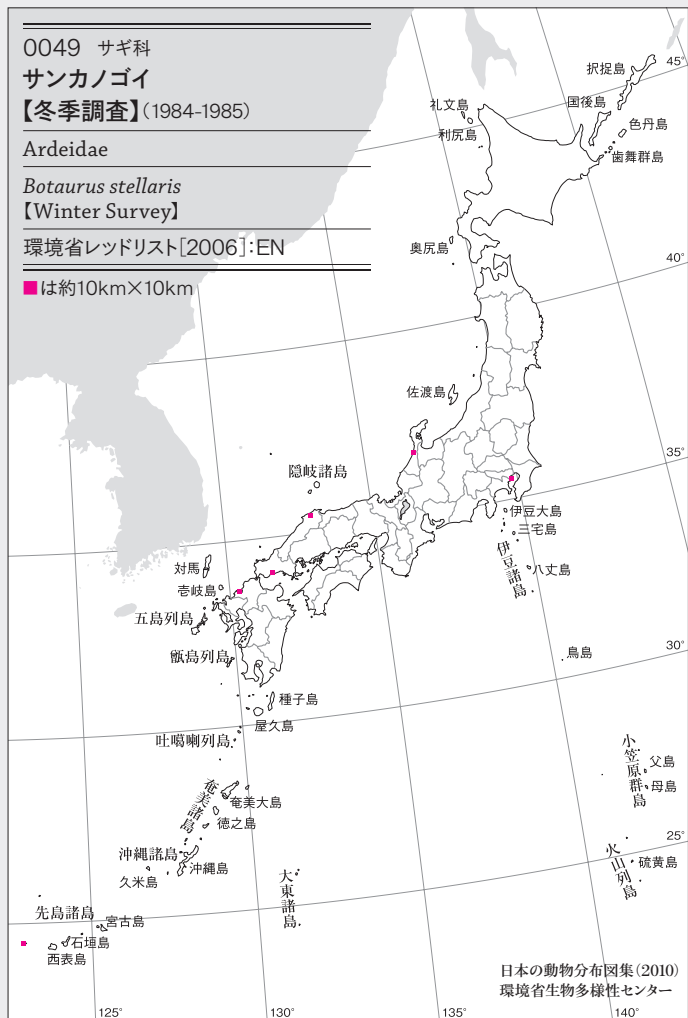 0049 サギ科
サンカノゴイ
【冬季調査】(1984-1985)
Ardeidae
Botaurus stellaris
【Winter Survey】
環境省レッドリスト[2006]:EN
■は約10km×10km
45°
択捉島
国後島
礼文島
色丹島
利尻島
歯舞群島
奥尻島
40°
佐渡島
35°
隠岐諸島
伊豆大島
三宅島
伊豆諸島
八丈島
対馬
壱岐島
五島列島
甑島列島
鳥島
30°
種子島
屋久島
吐噶喇列島
小笠原群島
父島
母島
奄美諸島
奄美大島
徳之島
25°
火山列島
硫黄島
沖縄諸島
沖縄島
久米島
大東諸島
先島諸島
宮古島
石垣島
西表島
日本の動物分布図集(2010)
環境省生物多様性センター
125°
130°
135°
140°